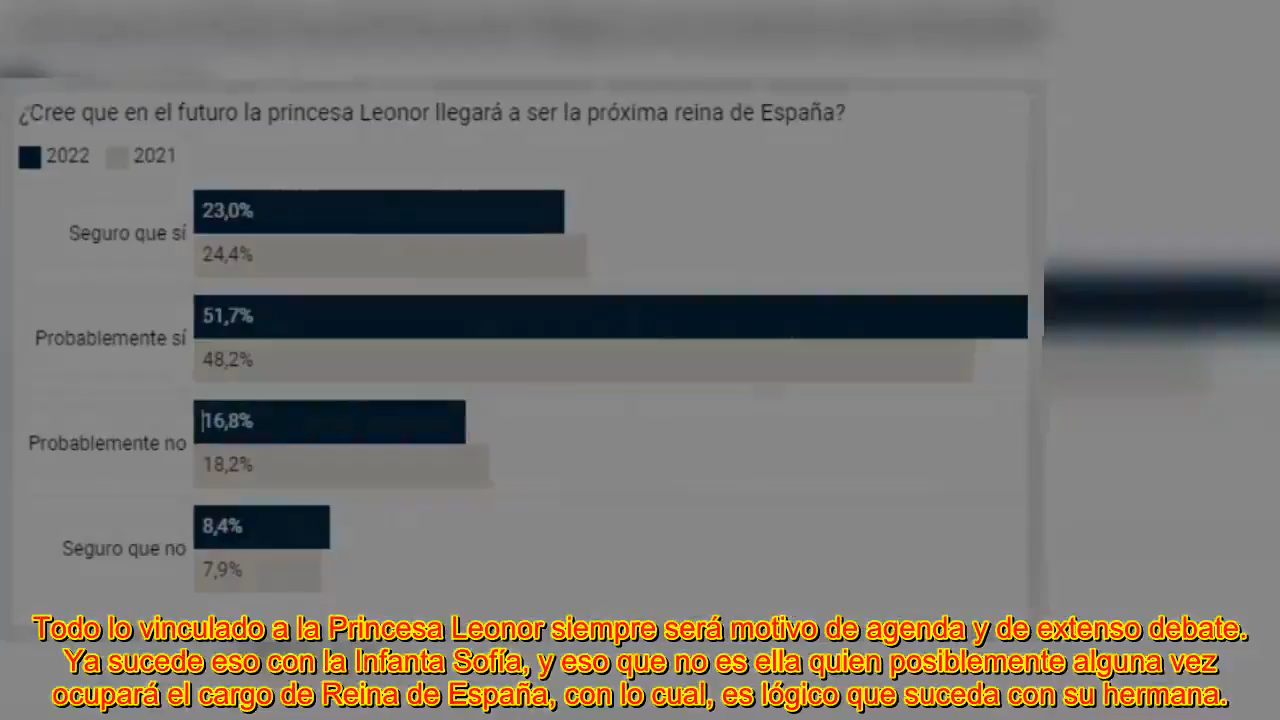 ¿Cree que en el futuro la princesa Leonor llegará a ser la próxima reina de España?
2022 2021
Seguro que sí
23,0%
24,4%
Probablemente sí
51,7%
48,2%
Probablemente no
16,8%
18,2%
Seguro que no
8,4%
7,9%
Todo lo vinculado a la Princesa Leonor siempre será motivo de agenda y de extenso debate.
Ya sucede eso con la Infanta Sofía, y eso que no es ella quien posiblemente alguna vez
ocupará el cargo de Reina de España, con lo cual, es lógico que suceda con su hermana.